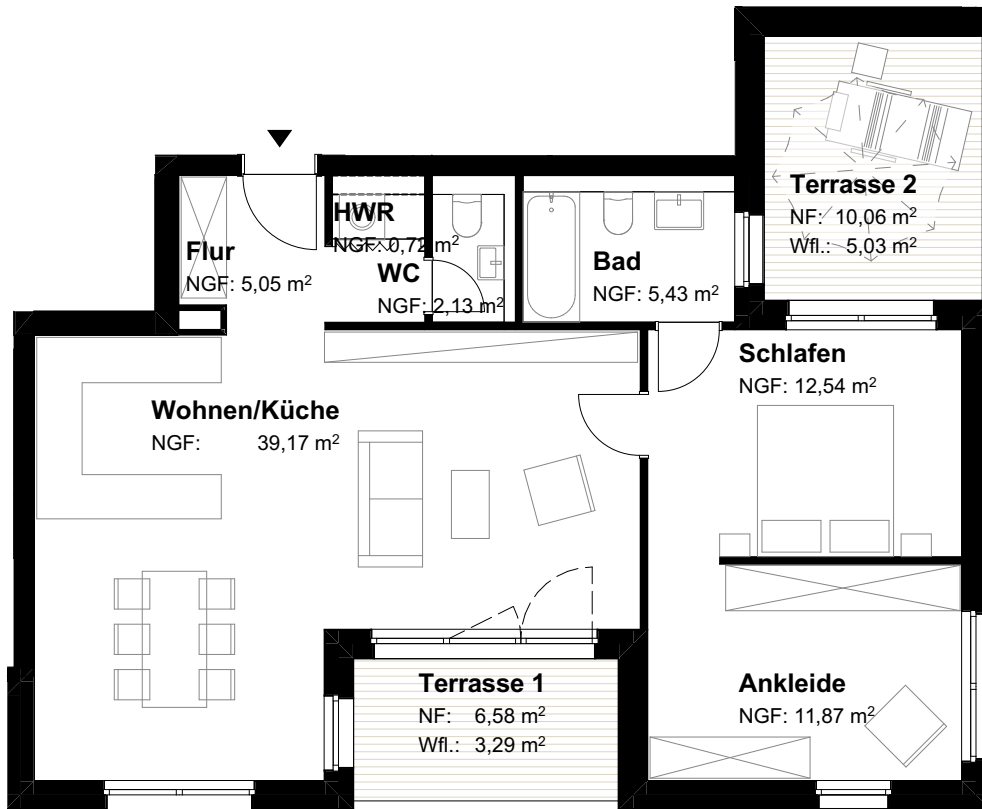 Terrasse 2
NF: 10,06 m²
Wfl.: 5,03 m²
HWR
NGF: 0,72 m²
Flur
NGF: 5,05 m²
WC
NGF: 2,13 m²
Bad
NGF: 5,43 m²
Schlafen
NGF: 12,54 m²
Wohnen/Küche
NGF: 39,17 m²
Terrasse 1
NF: 6,58 m²
Wfl.: 3,29 m²
Ankleide
NGF: 11,87 m²